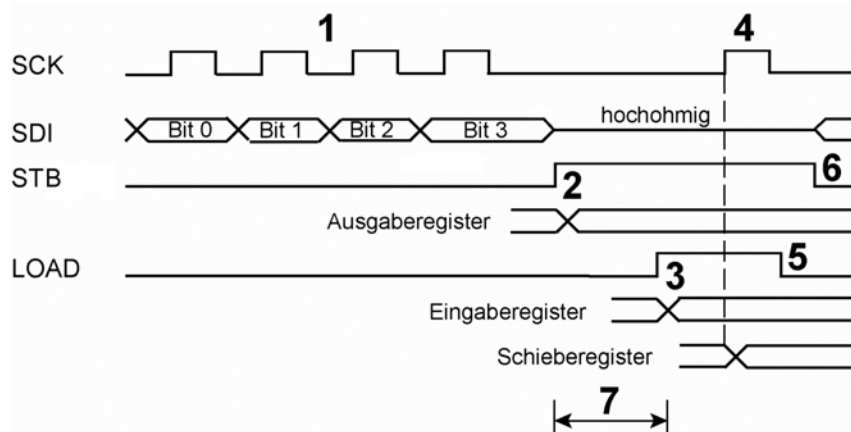 1
4
SCK
SDI
Bit 0
Bit 1
Bit 2
Bit 3
hochohmig
STB
2
6
Ausgaberegister
LOAD
3
5
Eingaberegister
Schieberegister
7